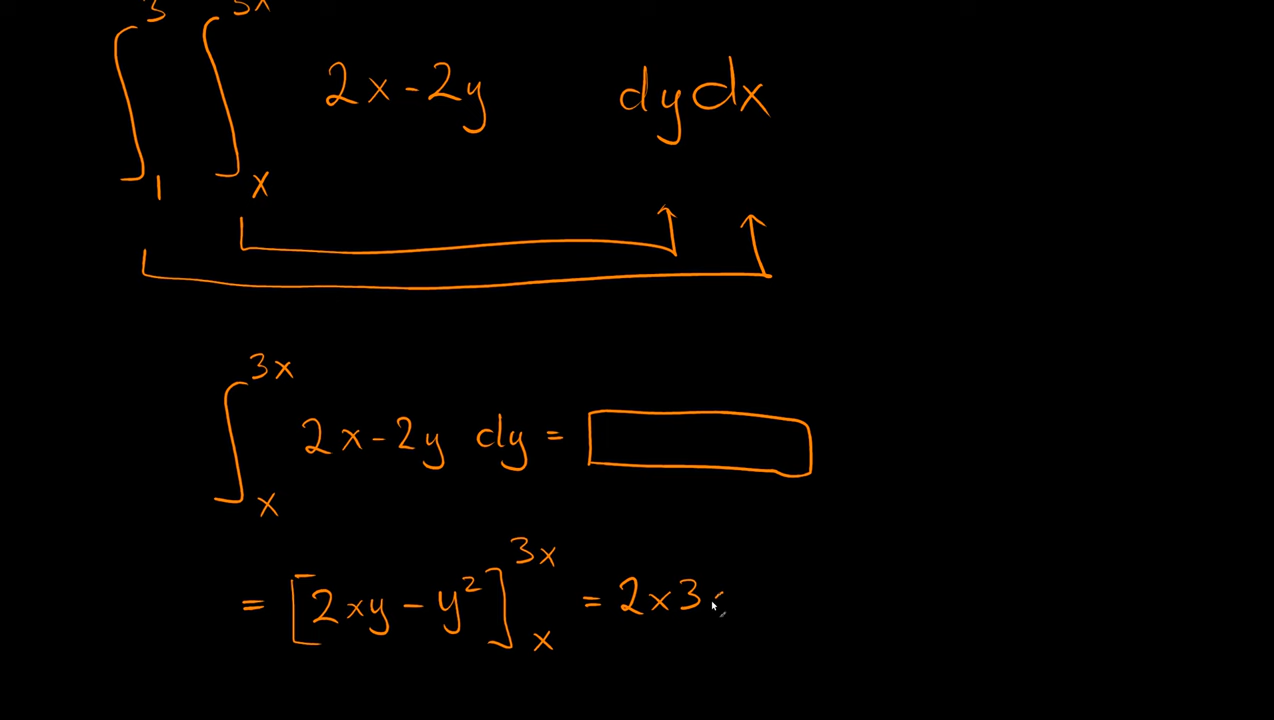 ∫₁³ ∫ₓ³ˣ 2x - 2y dy dx
∫ₓ³ˣ 2x - 2y dy =
= [2xy - y²]ₓ³ˣ = 2x3